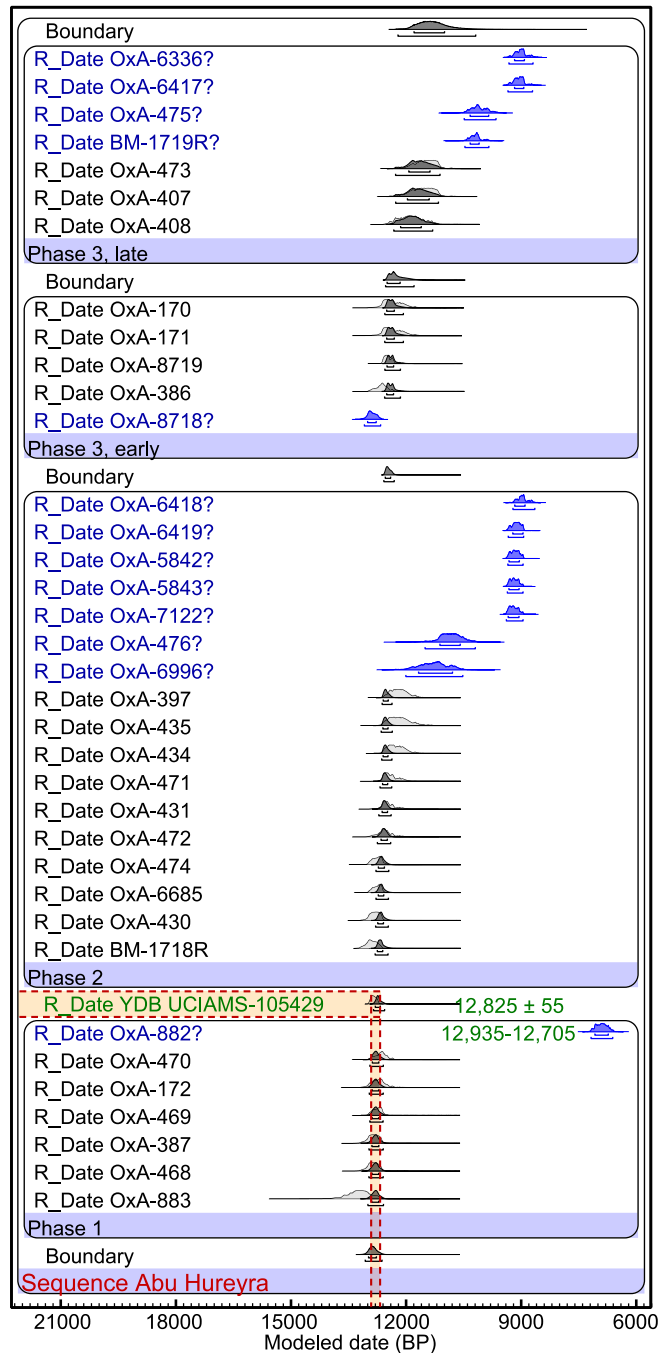 Boundary
R_Date OxA-6336?
R_Date OxA-6417?
R_Date OxA-475?
R_Date BM-1719R?
R_Date OxA-473
R_Date OxA-407
R_Date OxA-408
Phase 3, late
Boundary
R_Date OxA-170
R_Date OxA-171
R_Date OxA-8719
R_Date OxA-386
R_Date OxA-8718?
Phase 3, early
Boundary
R_Date OxA-6418?
R_Date OxA-6419?
R_Date OxA-5842?
R_Date OxA-5843?
R_Date OxA-7122?
R_Date OxA-476?
R_Date OxA-6996?
R_Date OxA-397
R_Date OxA-435
R_Date OxA-434
R_Date OxA-471
R_Date OxA-431
R_Date OxA-472
R_Date OxA-474
R_Date OxA-6685
R_Date OxA-430
R_Date BM-1718R
Phase 2
R_Date YDB UCIAMS-105429 12,825 ± 55
R_Date OxA-882? 12,935-12,705
R_Date OxA-470
R_Date OxA-172
R_Date OxA-469
R_Date OxA-387
R_Date OxA-468
R_Date OxA-883
Phase 1
Boundary
Sequence Abu Hureyra
21000 18000 15000 12000 9000 6000
Modeled date (BP)